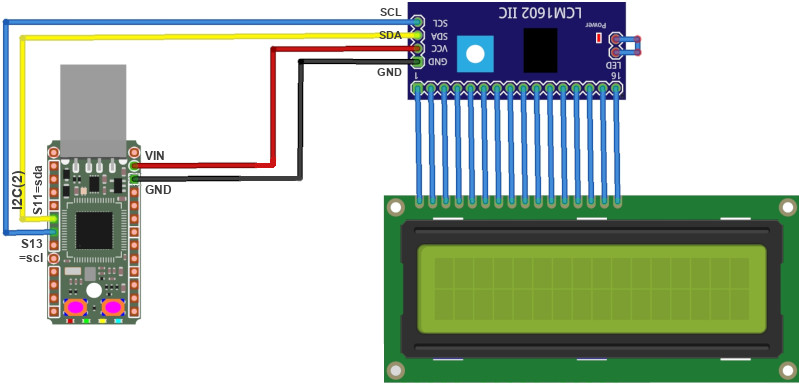 SCL
SDA
GND
LCM1602 IIC
SCL
SDA
VCC
GND
Power
LED
1
16
VIN
GND
I2C(2)
S11=sda
S13
=scl